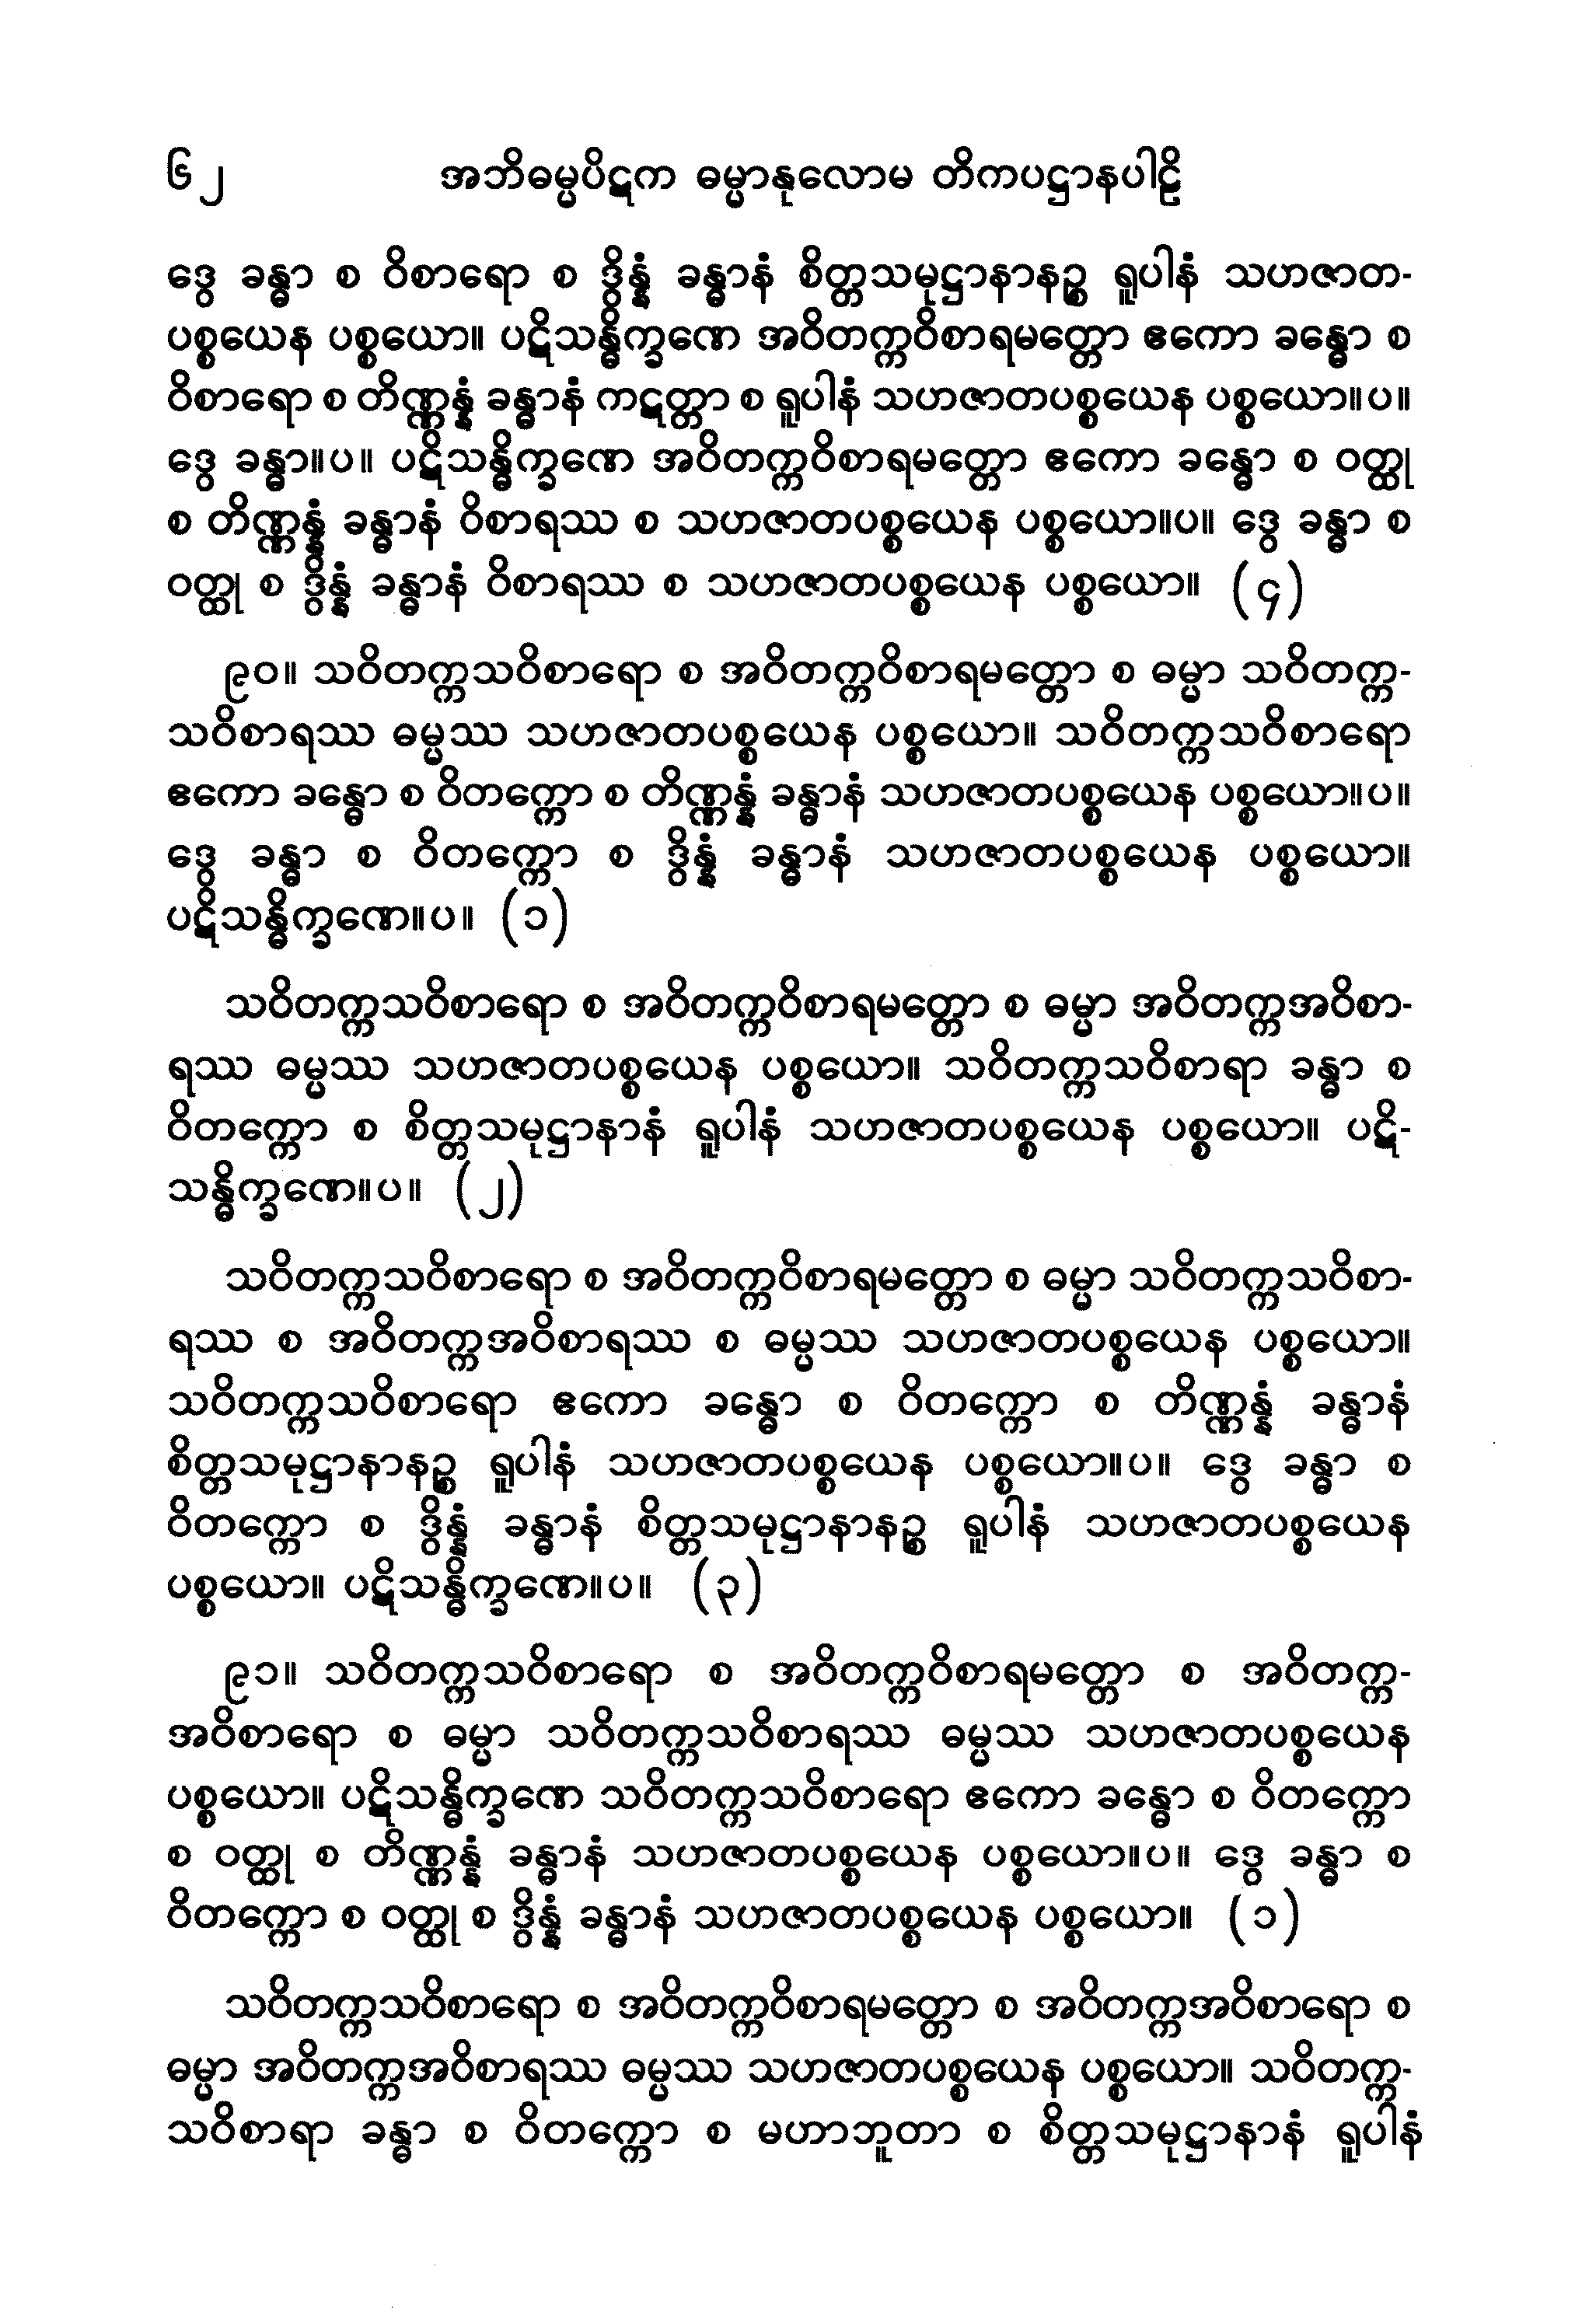 ၆၂ အဘိဓမ္မပိဋက ဓမ္မာနုလောမ တိကပဋ္ဌာနပါဠိ
ဒွေ ခန္ဓာ စ ဝိစာရော စ ဒွိန္နံ ခန္ဓာနံ စိတ္တသမုဋ္ဌာနာနဉ္စ ရူပါနံ သဟဇာတ-
ပစ္စယေန ပစ္စယော။ ပဋိသန္ဓိက္ခဏေ အဝိတက္ကဝိစာရမတ္တော ဧကော ခန္ဓော စ
ဝိစာရော စ တိဏ္ဏန္နံ ခန္ဓာနံ ကဋတ္တာ စ ရူပါနံ သဟဇာတပစ္စယေန ပစ္စယော။ပ။
ဒွေ ခန္ဓာ။ပ။ ပဋိသန္ဓိက္ခဏေ အဝိတက္ကဝိစာရမတ္တော ဧကော ခန္ဓော စ ဝတ္ထု
စ တိဏ္ဏန္နံ ခန္ဓာနံ ဝိစာရဿ စ သဟဇာတပစ္စယေန ပစ္စယော။ပ။ ဒွေ ခန္ဓာ စ
ဝတ္ထု စ ဒွိန္နံ ခန္ဓာနံ ဝိစာရဿ စ သဟဇာတပစ္စယေန ပစ္စယော။ (၄)
၉၀။ သဝိတက္ကသဝိစာရော စ အဝိတက္ကဝိစာရမတ္တော စ ဓမ္မာ သဝိတက္က-
သဝိစာရဿ ဓမ္မဿ သဟဇာတပစ္စယေန ပစ္စယော။ သဝိတက္ကသဝိစာရော
ဧကော ခန္ဓော စ ဝိတက္ကော စ တိဏ္ဏန္နံ ခန္ဓာနံ သဟဇာတပစ္စယေန ပစ္စယော။ပ။
ဒွေ ခန္ဓာ စ ဝိတက္ကော စ ဒွိန္နံ ခန္ဓာနံ သဟဇာတပစ္စယေန ပစ္စယော။
ပဋိသန္ဓိက္ခဏေ။ပ။ (၁)
သဝိတက္ကသဝိစာရော စ အဝိတက္ကဝိစာရမတ္တော စ ဓမ္မာ အဝိတက္ကအဝိစာ-
ရဿ ဓမ္မဿ သဟဇာတပစ္စယေန ပစ္စယော။ သဝိတက္ကသဝိစာရာ ခန္ဓာ စ
ဝိတက္ကော စ စိတ္တသမုဋ္ဌာနာနံ ရူပါနံ သဟဇာတပစ္စယေန ပစ္စယော။ ပဋိ-
သန္ဓိက္ခဏေ။ပ။ (၂)
သဝိတက္ကသဝိစာရော စ အဝိတက္ကဝိစာရမတ္တော စ ဓမ္မာ သဝိတက္ကသဝိစာ-
ရဿ စ အဝိတက္ကအဝိစာရဿ စ ဓမ္မဿ သဟဇာတပစ္စယေန ပစ္စယော။
သဝိတက္ကသဝိစာရော ဧကော ခန္ဓော စ ဝိတက္ကော စ တိဏ္ဏန္နံ ခန္ဓာနံ
စိတ္တသမုဋ္ဌာနာနဉ္စ ရူပါနံ သဟဇာတပစ္စယေန ပစ္စယော။ပ။ ဒွေ ခန္ဓာ စ
ဝိတက္ကော စ ဒွိန္နံ ခန္ဓာနံ စိတ္တသမုဋ္ဌာနာနဉ္စ ရူပါနံ သဟဇာတပစ္စယေန
ပစ္စယော။ ပဋိသန္ဓိက္ခဏေ။ပ။ (၃)
၉၁။ သဝိတက္ကသဝိစာရော စ အဝိတက္ကဝိစာရမတ္တော စ အဝိတက္က-
အဝိစာရော စ ဓမ္မာ သဝိတက္ကသဝိစာရဿ ဓမ္မဿ သဟဇာတပစ္စယေန
ပစ္စယော။ ပဋိသန္ဓိက္ခဏေ သဝိတက္ကသဝိစာရော ဧကော ခန္ဓော စ ဝိတက္ကော
စ ဝတ္ထု စ တိဏ္ဏန္နံ ခန္ဓာနံ သဟဇာတပစ္စယေန ပစ္စယော။ပ။ ဒွေ ခန္ဓာ စ
ဝိတက္ကော စ ဝတ္ထု စ ဒွိန္နံ ခန္ဓာနံ သဟဇာတပစ္စယေန ပစ္စယော။ (၁)
သဝိတက္ကသဝိစာရော စ အဝိတက္ကဝိစာရမတ္တော စ အဝိတက္ကအဝိစာရော စ
ဓမ္မာ အဝိတက္ကအဝိစာရဿ ဓမ္မဿ သဟဇာတပစ္စယေန ပစ္စယော။ သဝိတက္က-
သဝိစာရာ ခန္ဓာ စ ဝိတက္ကော စ မဟာဘူတာ စ စိတ္တသမုဋ္ဌာနာနံ ရူပါနံ